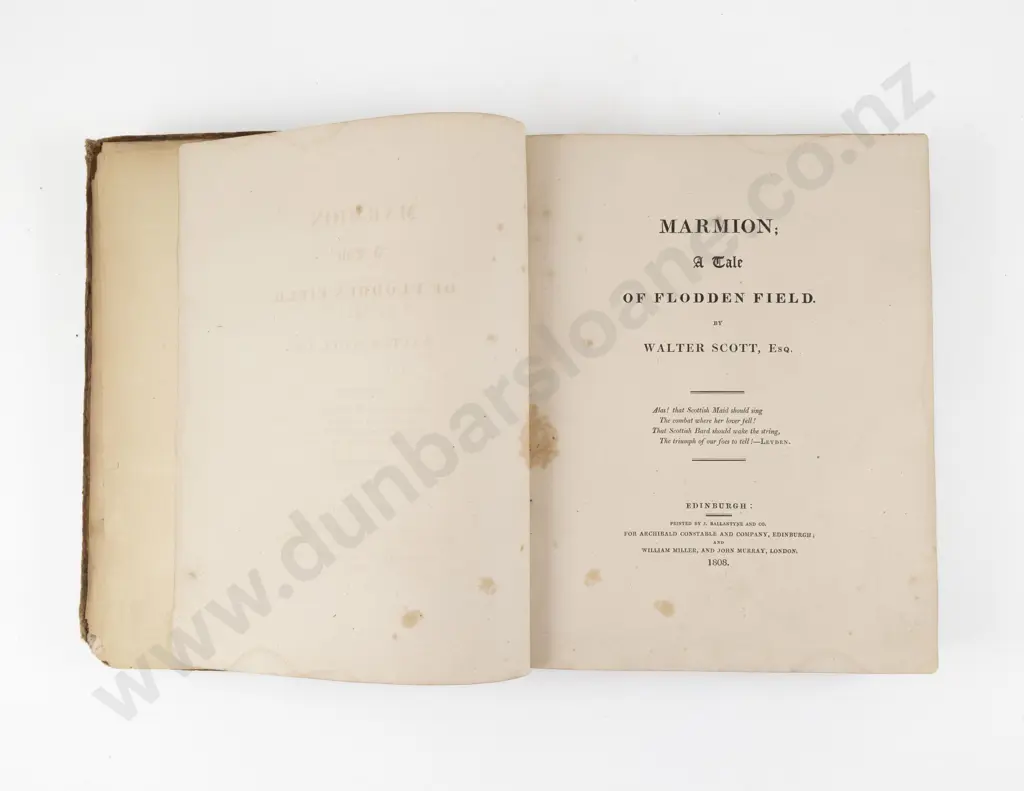 MARMION;
A Tale
OF FLODDEN FIELD.
BY
WALTER SCOTT, Esq.
Alas! that Scottish Maid should sing
The combat where her lover fell!
That Scottish Bard should wake the string,
The triumph of our foes to tell!—LEYDEN.
EDINBURGH:
PRINTED BY J. BALLANTYNE AND CO.
FOR ARCHIBALD CONSTABLE AND COMPANY, EDINBURGH;
AND
WILLIAM MILLER, AND JOHN MURRAY, LONDON.
1808.
www.dunbarsloane.co.nz